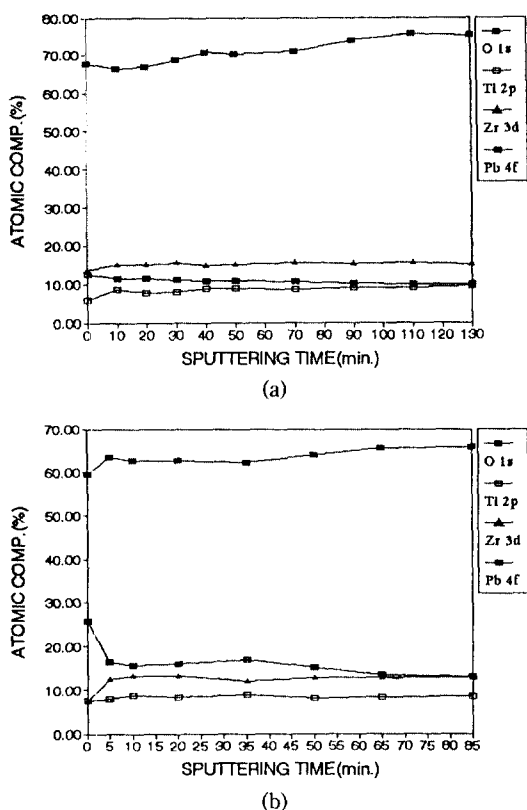 80.00
70.00
60.00
50.00
40.00
30.00
20.00
10.00
0.00
ATOMIC COMP.(%)
0 10 20 30 40 50 60 70 80 90 100 110 120 130
SPUTTERING TIME(min.)
O 1s
Tl 2p
Zr 3d
Pb 4f
(a)
70.00
60.00
50.00
40.00
30.00
20.00
10.00
0.00
ATOMIC COMP.(%)
0 5 10 15 20 25 30 35 40 45 50 55 60 65 70 75 80 85
SPUTTERING TIME(min.)
O 1s
Tl 2p
Zr 3d
Pb 4f
(b)